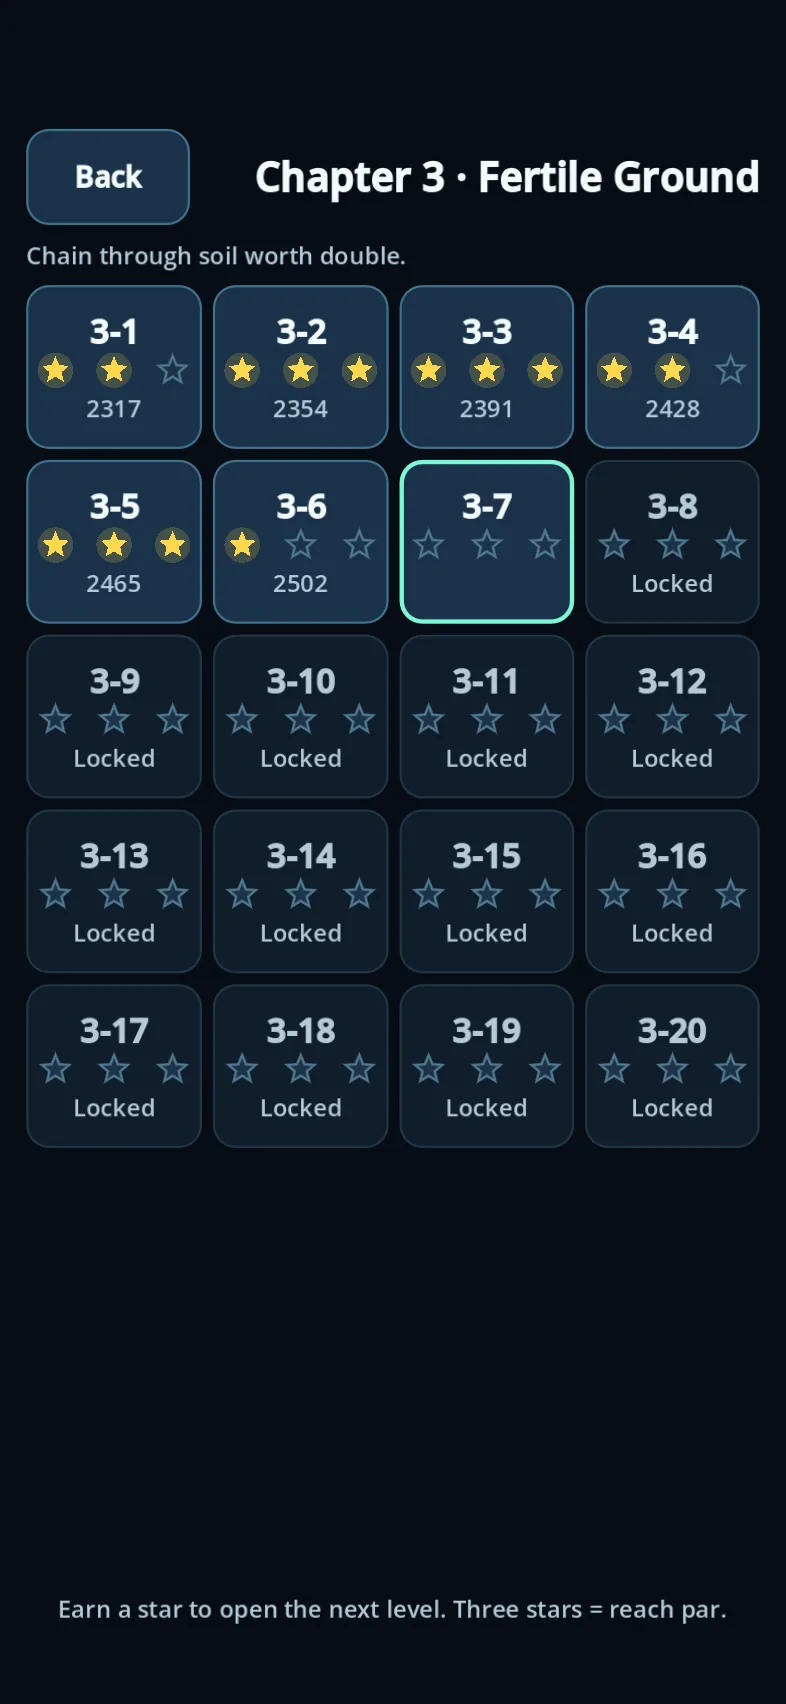 Back
Chapter 3 · Fertile Ground
Chain through soil worth double.
3-1 3-2 3-3 3-4
2317 2354 2391 2428
3-5 3-6 3-7 3-8
2465 2502 Locked
3-9 3-10 3-11 3-12
Locked Locked Locked Locked
3-13 3-14 3-15 3-16
Locked Locked Locked Locked
3-17 3-18 3-19 3-20
Locked Locked Locked Locked
Earn a star to open the next level. Three stars = reach par.